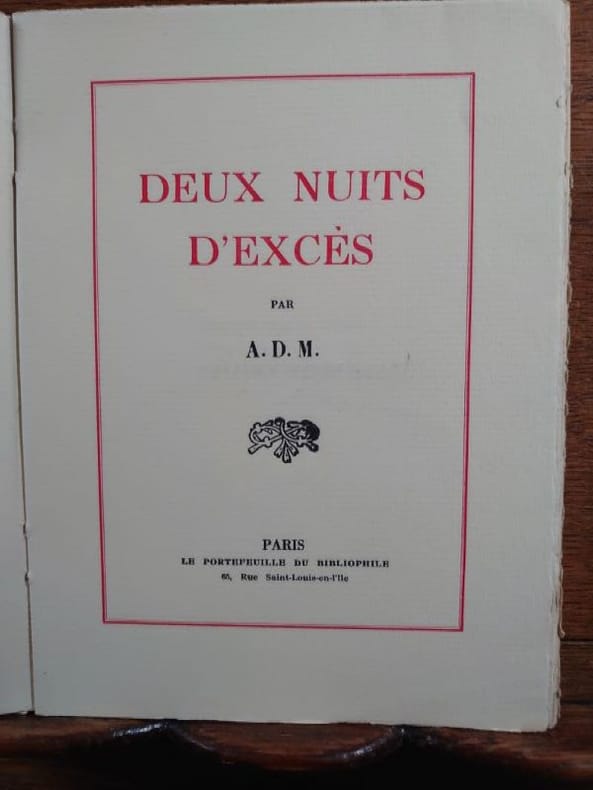 DEUX NUITS
D'EXCÈS
PAR
A. D. M.
PARIS
LE PORTEFEUILLE DU BIBLIOPHILE
65, Rue Saint-Louis-en-l'Ile